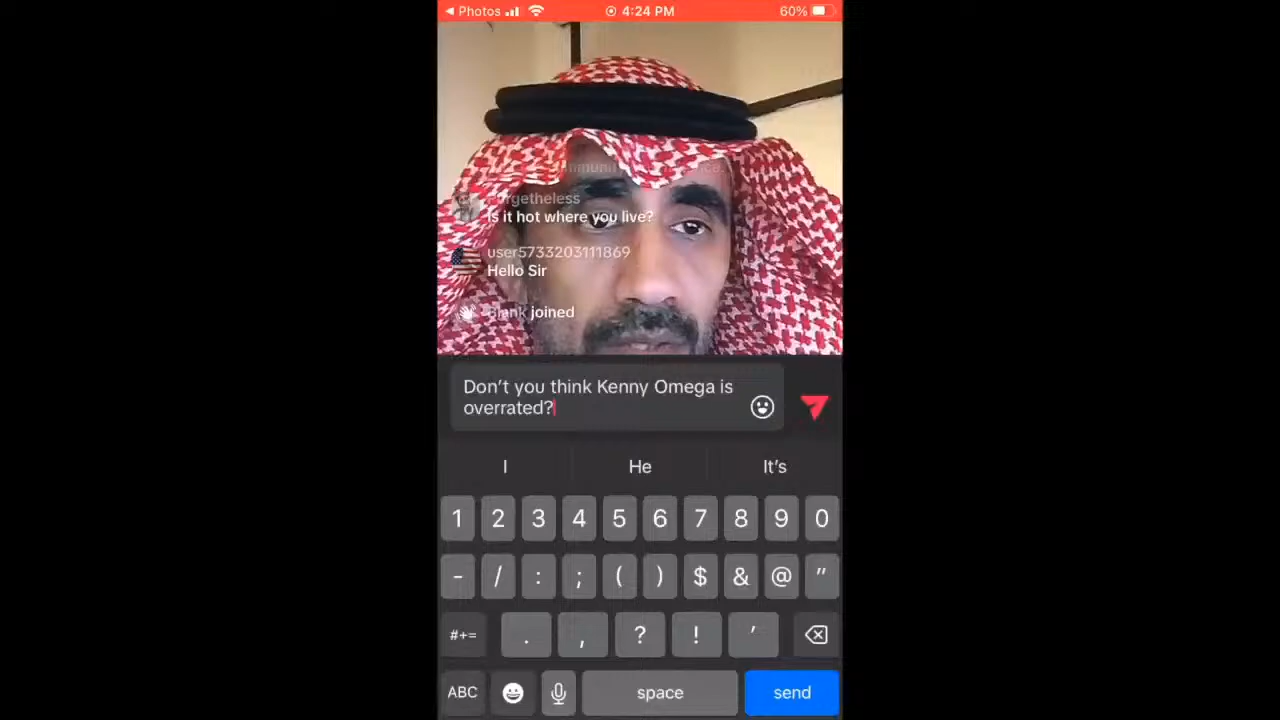 ◀ Photos
4:24 PM
60%
Is it hot where you live?
user5733203111869
Hello Sir
Blank joined
Don't you think Kenny Omega is
overrated?
I He It's
1 2 3 4 5 6 7 8 9 0
- / : ; ( ) $ & @ "
#+= . , ? ! '
ABC space send